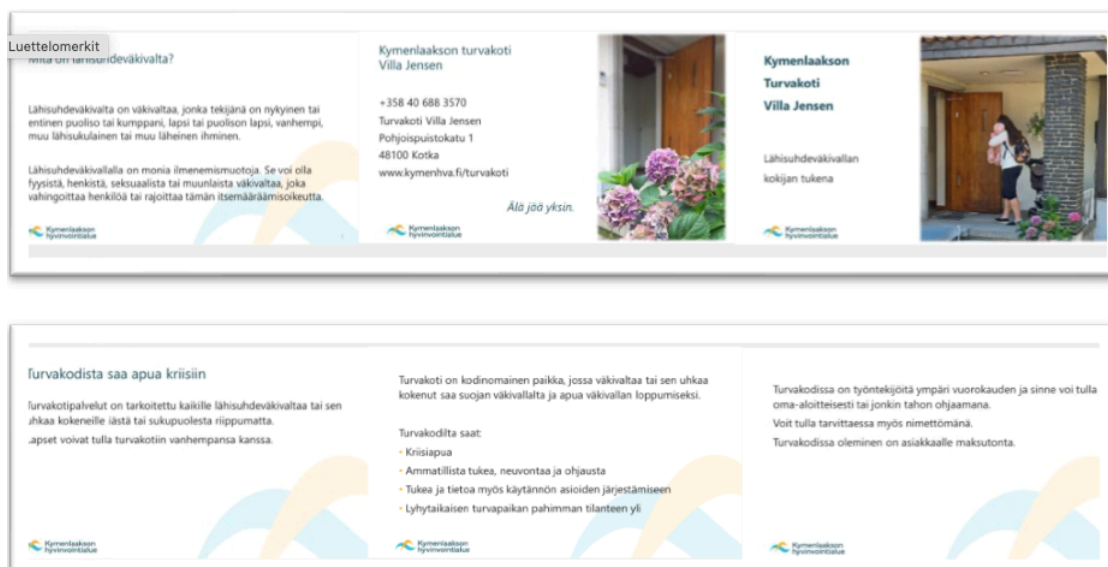 Luettelomerkit
Mitä on lähisuhdeväkivalta?
Lähisuhdeväkivalta on väkivaltaa, jonka tekijänä on nykyinen tai
entinen puoliso tai kumppani, lapsi tai puolison lapsi, vanhempi,
muu lähisukulainen tai muu läheinen ihminen.
Lähisuhdeväkivallalla on monia ilmenemismuotoja. Se voi olla
fyysistä, henkistä, seksuaalista tai muunlaista väkivaltaa, joka
vahingoittaa henkilöä tai rajoittaa tämän itsemääräämisoikeutta.
Kymenlaakson
hyvinvointialue
Kymenlaakson turvakoti
Villa Jensen
+358 40 688 3570
Turvakoti Villa Jensen
Pohjoispuistokatu 1
48100 Kotka
www.kymenhva.fi/turvakoti
Älä jää yksin.
Kymenlaakson
hyvinvointialue
Kymenlaakson
Turvakoti
Villa Jensen
Lähisuhdeväkivallan
kokijan tukena
Kymenlaakson
hyvinvointialue
Turvakodista saa apua kriisiin
Turvakotipalvelut on tarkoitettu kaikille lähisuhdeväkivaltaa tai sen
uhkaa kokeneille iästä tai sukupuolesta riippumatta.
Lapset voivat tulla turvakotiin vanhempansa kanssa.
Kymenlaakson
hyvinvointialue
Turvakoti on kodinomainen paikka, jossa väkivaltaa tai sen uhkaa
kokenut saa suojan väkivallalta ja apua väkivallan loppumiseksi.
Turvakodilta saat:
• Kriisiapua
• Ammatillista tukea, neuvontaa ja ohjausta
• Tukea ja tietoa myös käytännön asioiden järjestämiseen
• Lyhytaikaisen turvapaikan pahimman tilanteen yli
Kymenlaakson
hyvinvointialue
Turvakodissa on työntekijöitä ympäri vuorokauden ja sinne voi tulla
oma-aloitteisesti tai jonkin tahon ohjaamana.
Voit tulla tarvittaessa myös nimettömänä.
Turvakodissa oleminen on asiakkaalle maksutonta.
Kymenlaakson
hyvinvointialue